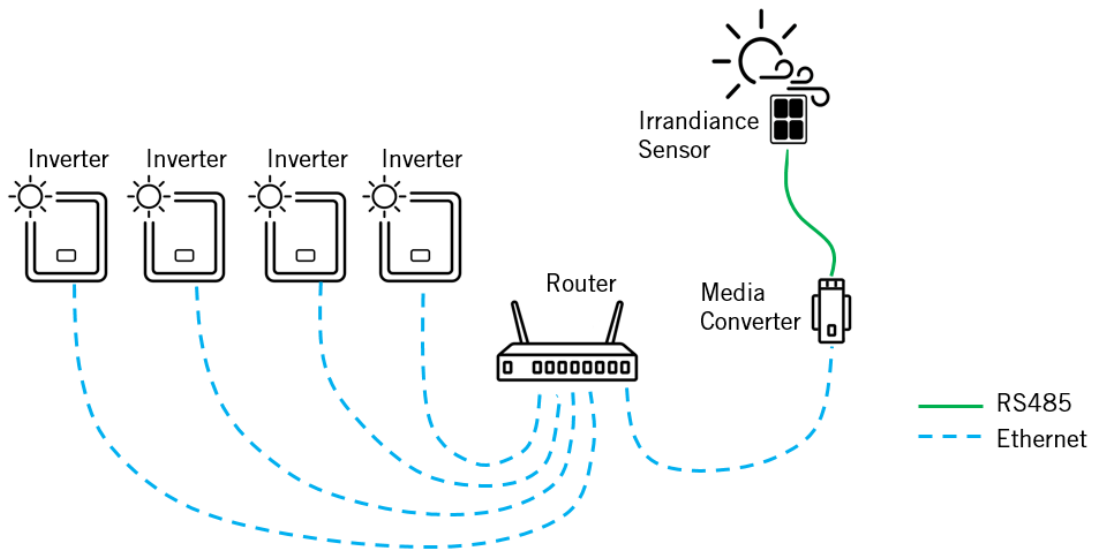 Irrandiance
Sensor
Inverter
Inverter
Inverter
Inverter
Router
Media
Converter
RS485
Ethernet